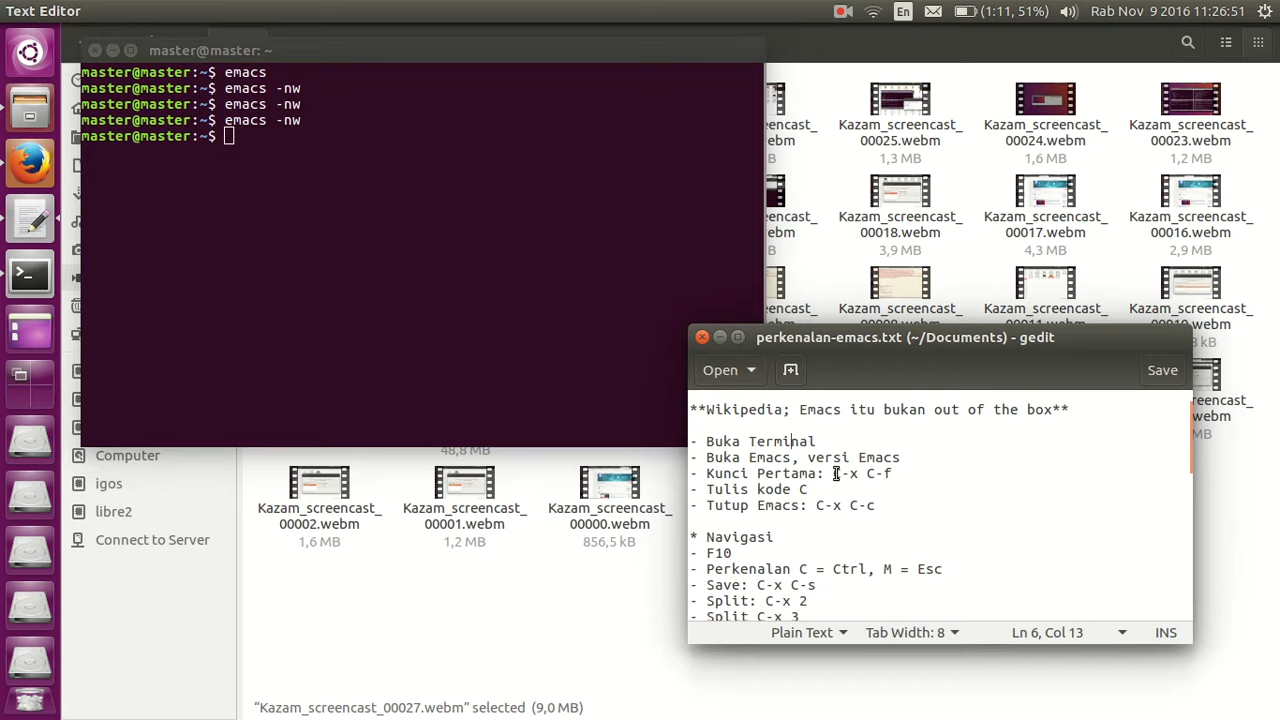 Text Editor
En
(1:11, 51%)
Rab Nov 9 2016 11:26:51
master@master: ~
master@master:~$ emacs
master@master:~$ emacs -nw
master@master:~$ emacs -nw
master@master:~$ emacs -nw
master@master:~$
Kazam_screencast_
00025.webm
1,3 MB
Kazam_screencast_
00024.webm
1,6 MB
Kazam_screencast_
00023.webm
1,2 MB
Kazam_screencast_
00018.webm
3,9 MB
Kazam_screencast_
00017.webm
4,3 MB
Kazam_screencast_
00016.webm
2,9 MB
Kazam_screencast_
Kazam_screencast_
Kazam_screencast_
perkenalan-emacs.txt (~/Documents) - gedit
Open
Save
**Wikipedia; Emacs itu bukan out of the box**
- Buka Terminal
- Buka Emacs, versi Emacs
- Kunci Pertama: C-x C-f
- Tulis kode C
- Tutup Emacs: C-x C-c
* Navigasi
- F10
- Perkenalan C = Ctrl, M = Esc
- Save: C-x C-s
- Split: C-x 2
- Split C-x 3
Plain Text
Tab Width: 8
Ln 6, Col 13
INS
48,8 MB
Computer
igos
libre2
Connect to Server
Kazam_screencast_
00002.webm
1,6 MB
Kazam_screencast_
00001.webm
1,2 MB
Kazam_screencast_
00000.webm
856,5 kB
“Kazam_screencast_00027.webm” selected (9,0 MB)